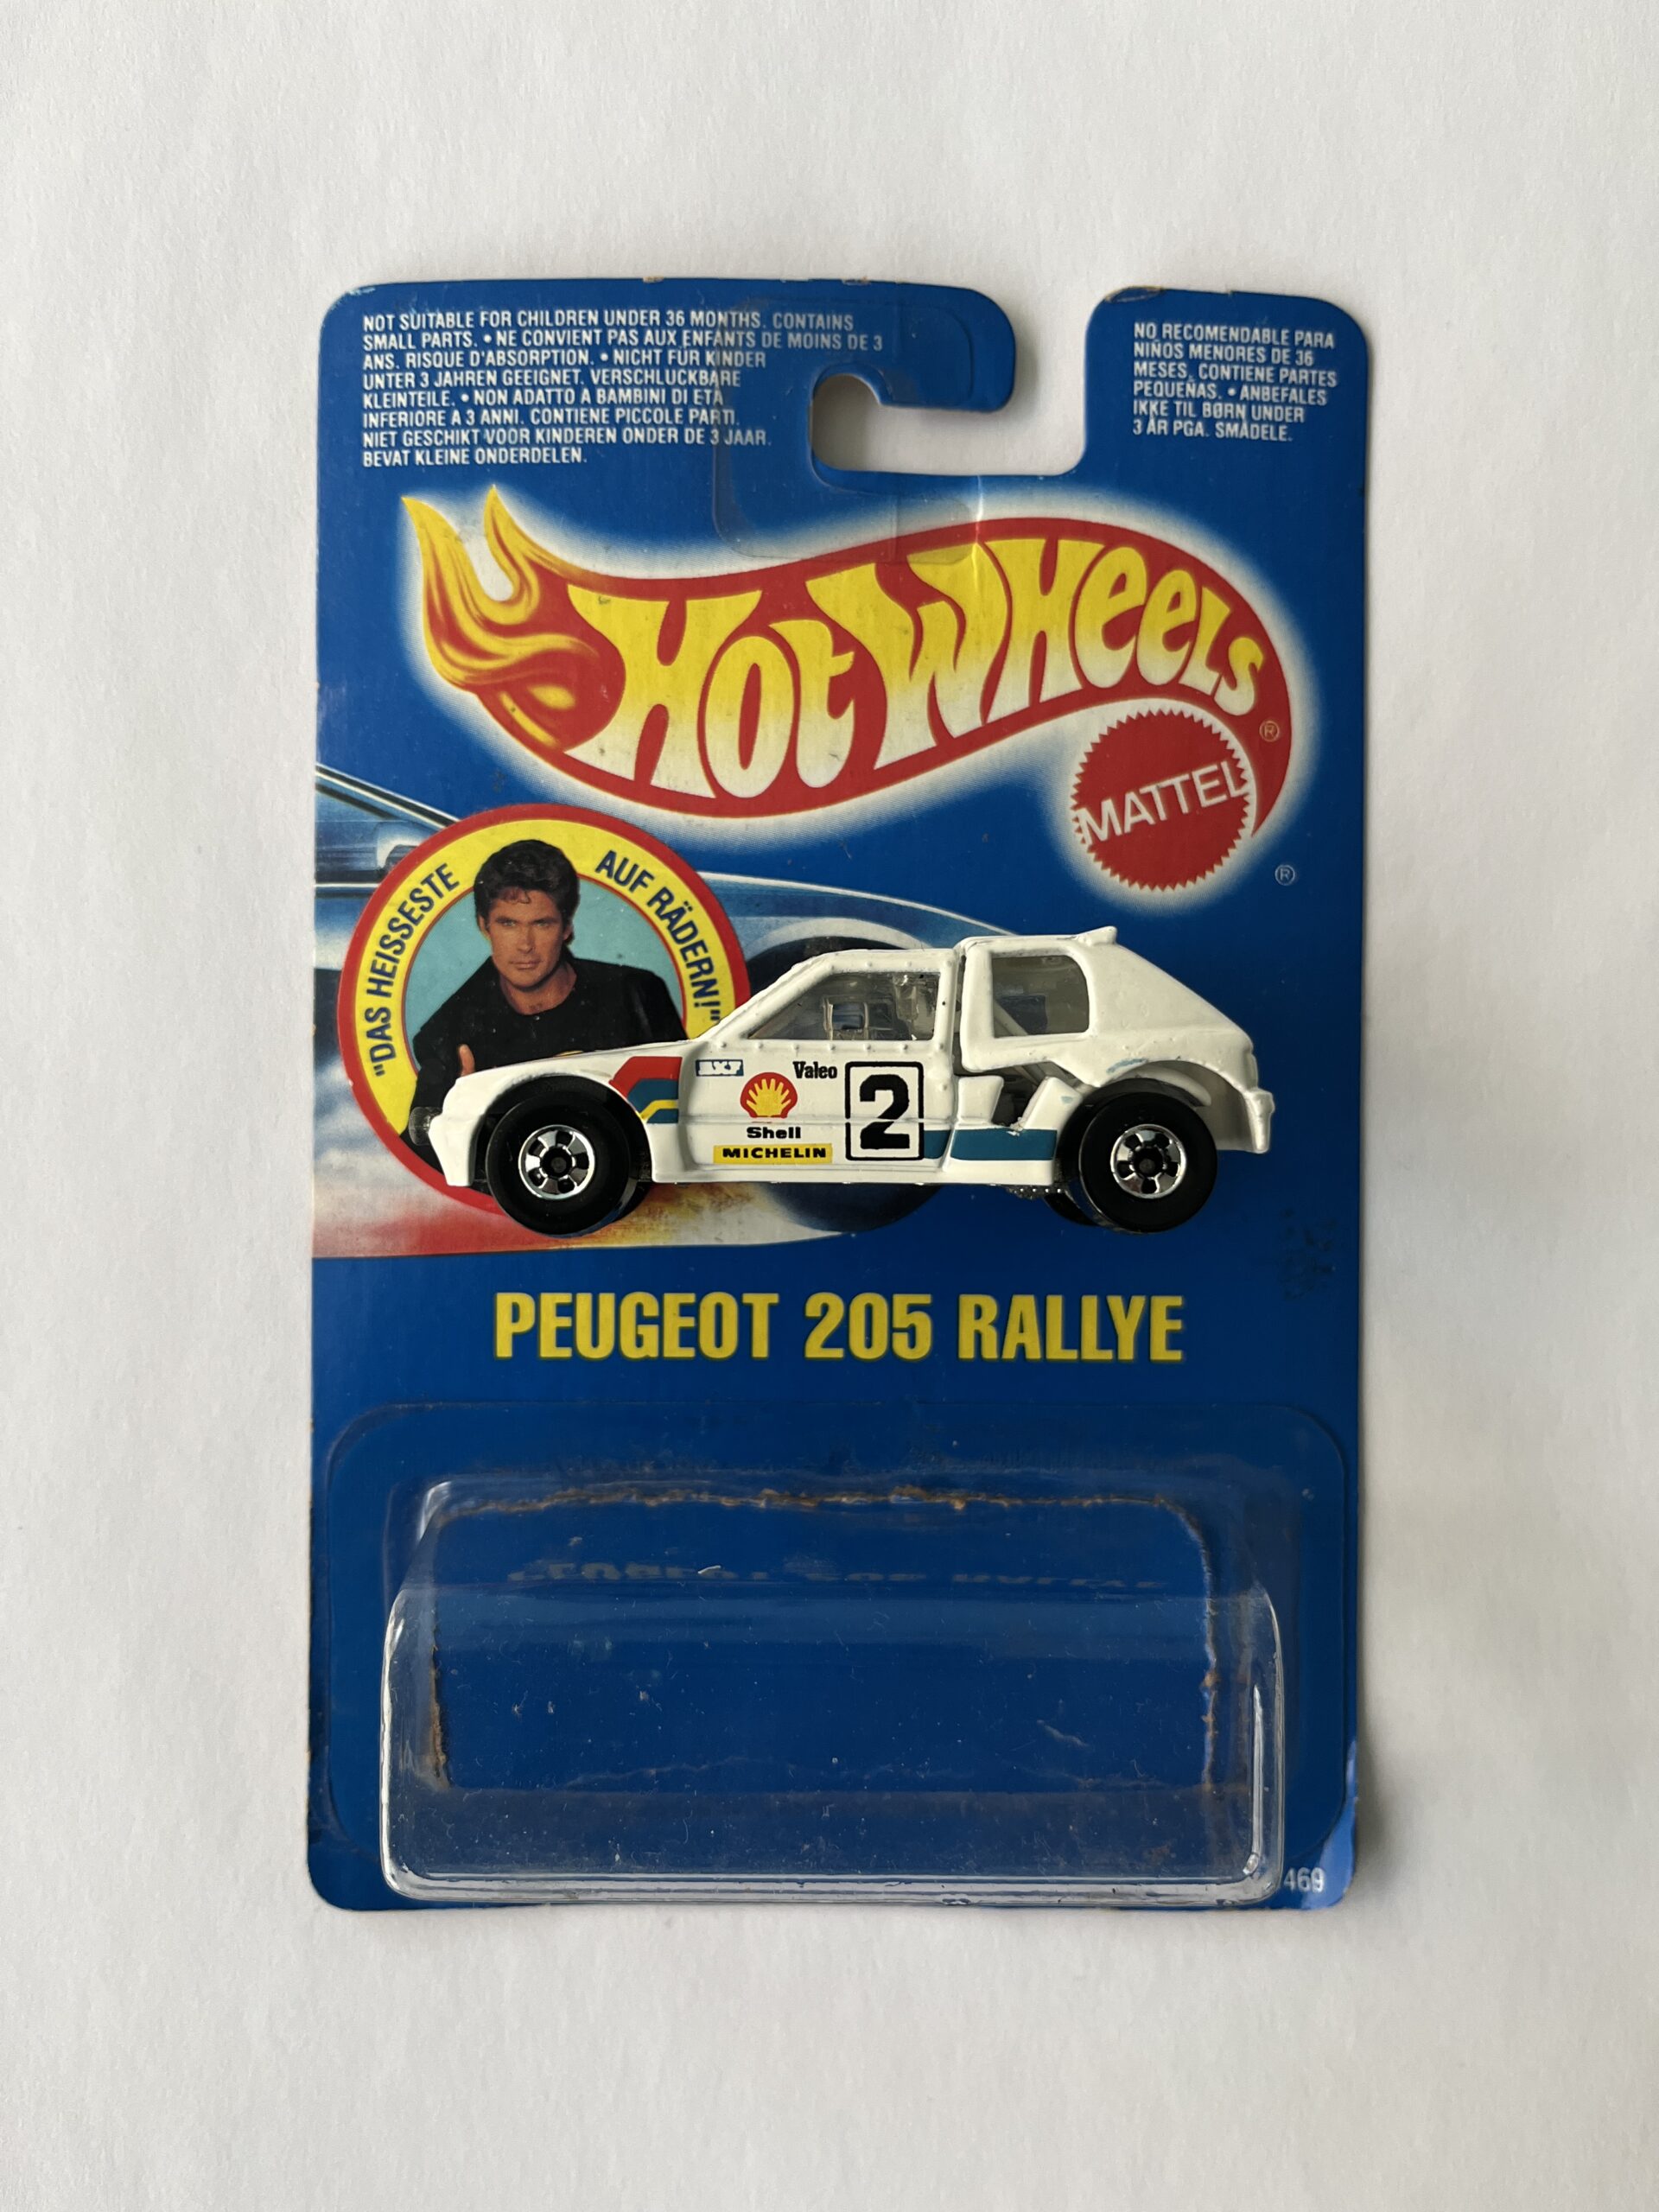 NOT SUITABLE FOR CHILDREN UNDER 36 MONTHS. CONTAINS
SMALL PARTS. • NE CONVIENT PAS AUX ENFANTS DE MOINS DE 3
ANS. RISQUE D'ABSORPTION. • NICHT FÜR KINDER
UNTER 3 JAHREN GEEIGNET. VERSCHLUCKBARE
KLEINTEILE. • NON ADATTO A BAMBINI DI ETA
INFERIORE A 3 ANNI. CONTIENE PICCOLE PARTI.
NIET GESCHIKT VOOR KINDEREN ONDER DE 3 JAAR.
BEVAT KLEINE ONDERDELEN.
NO RECOMENDABLE PARA
NIÑOS MENORES DE 36
MESES. CONTIENE PARTES
PEQUEÑAS. • ANBEFALES
IKKE TIL BØRN UNDER
3 ÅR PGA. SMÅDELE.
Hot Wheels ®
MATTEL ®
"DAS HEISSESTE AUF RÄDERN!"
Valeo
2
Shell
MICHELIN
PEUGEOT 205 RALLYE
469